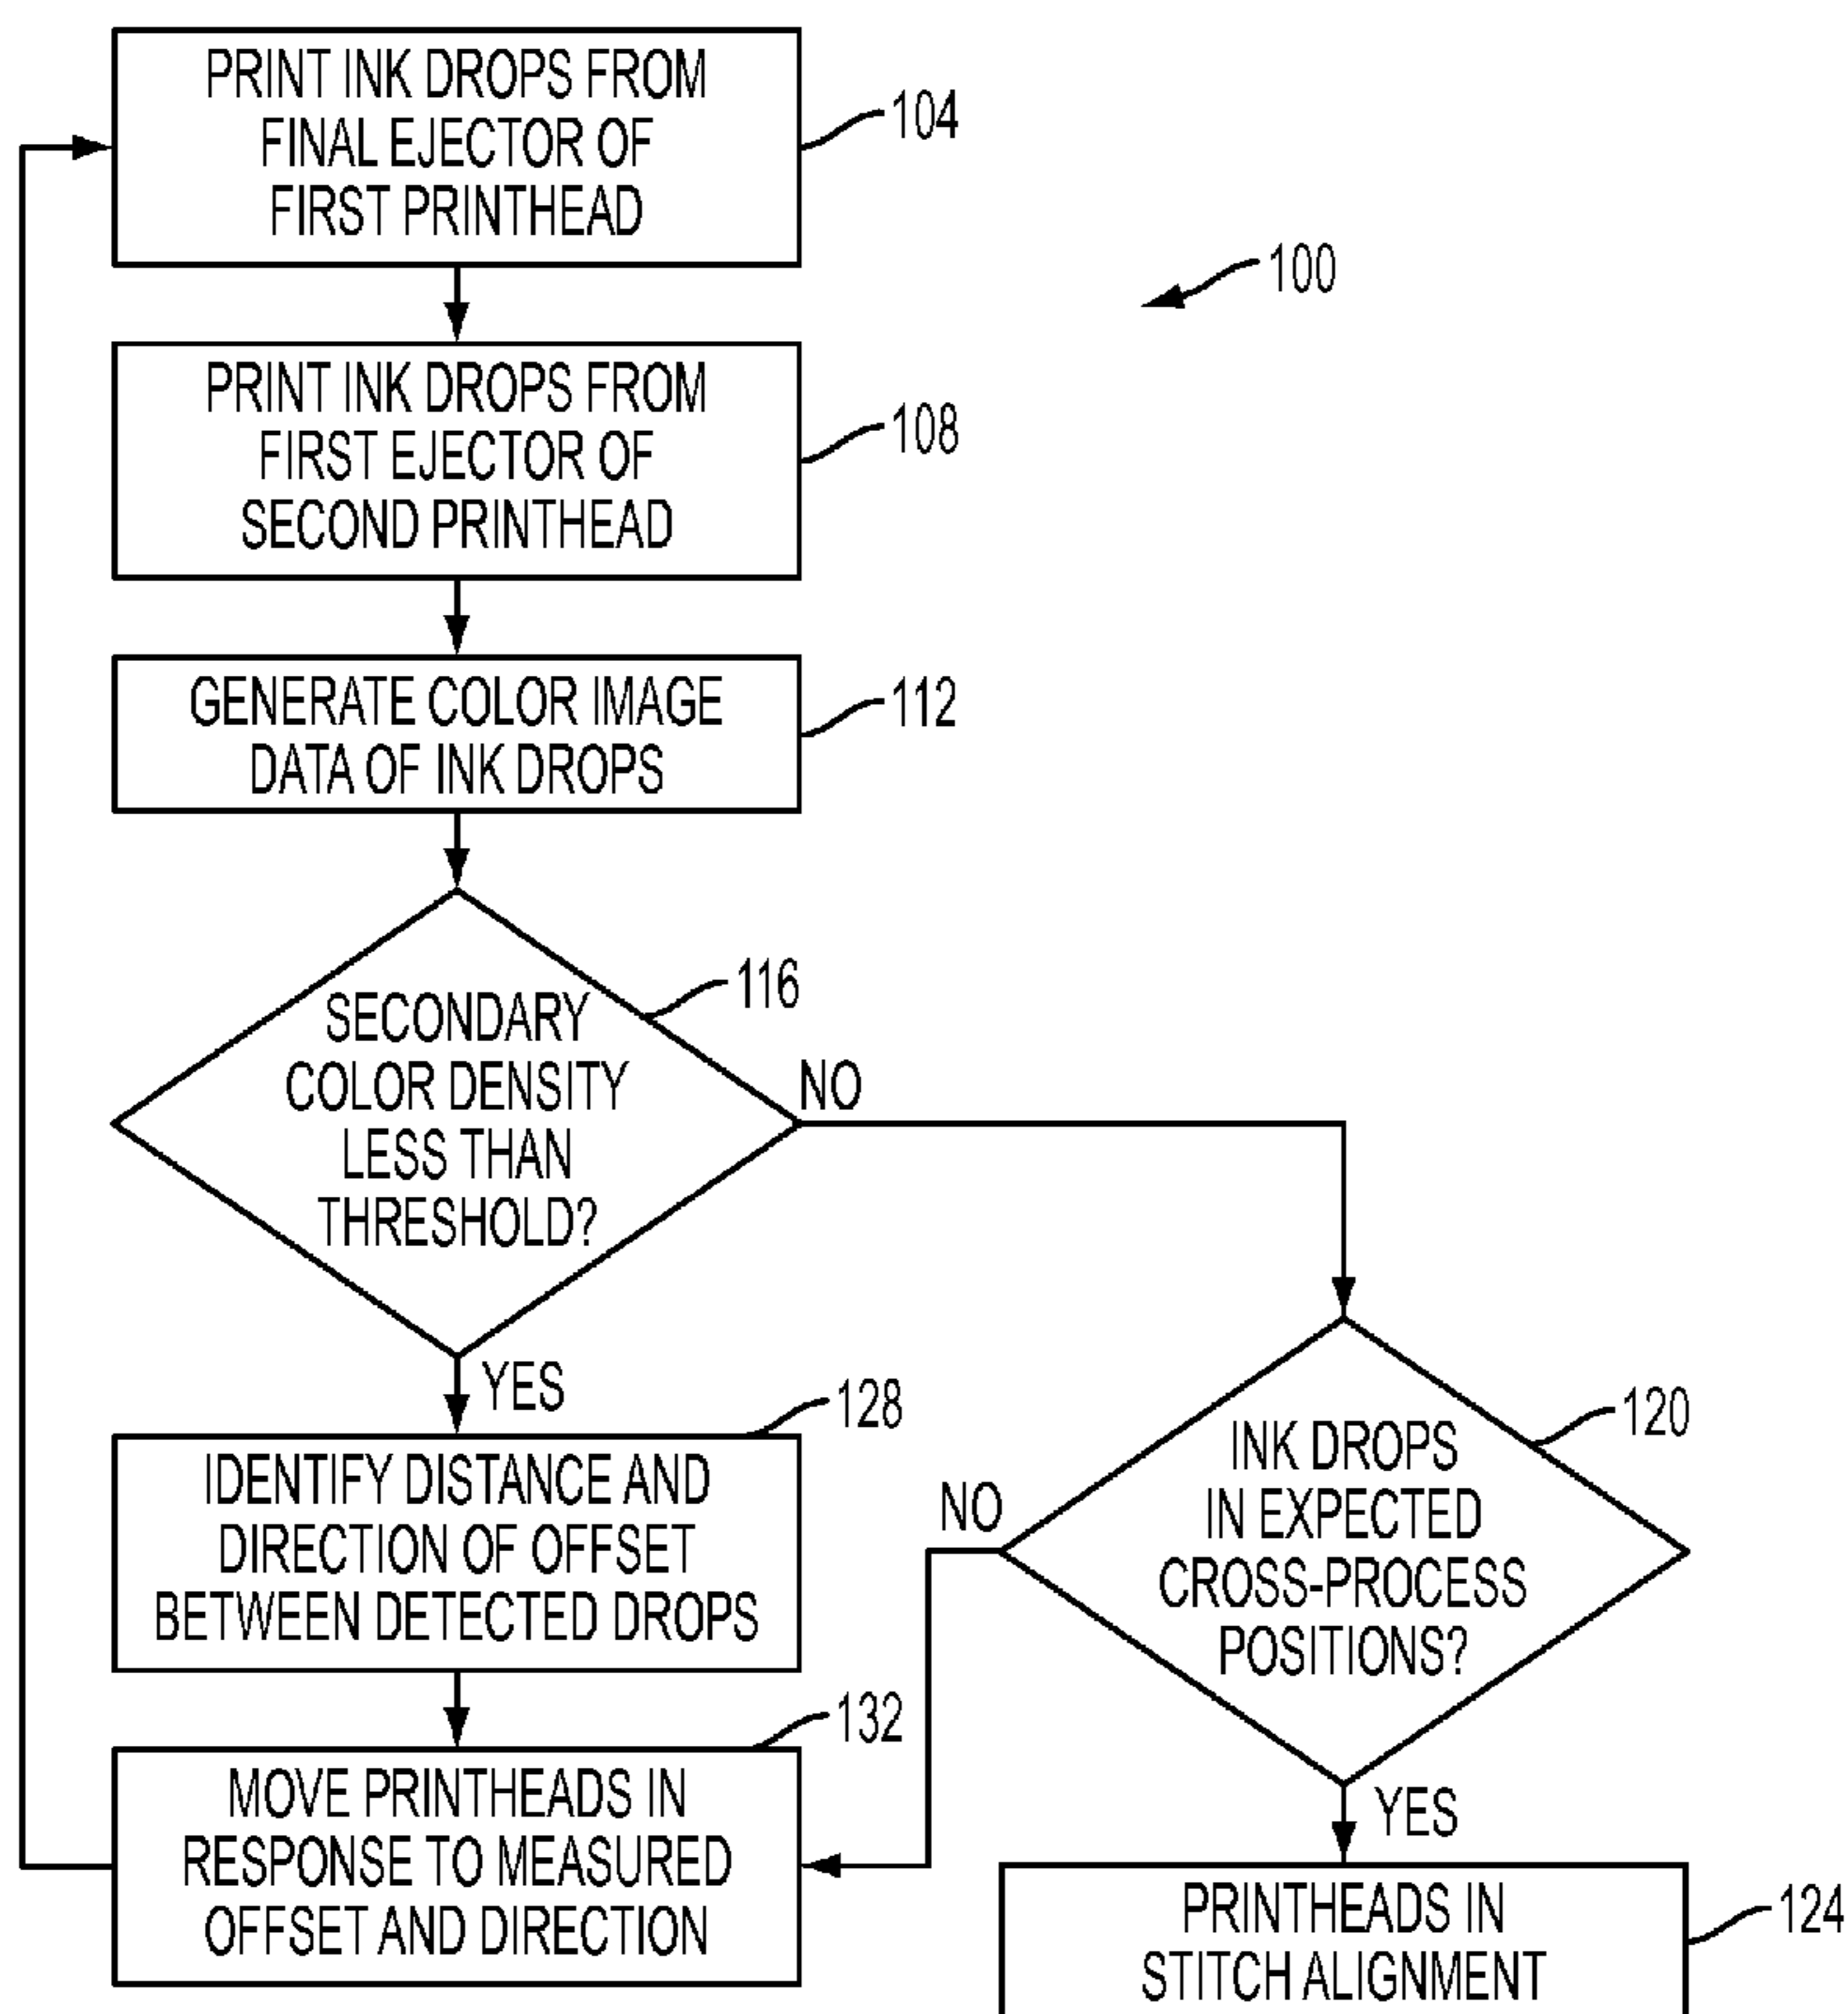 PRINT INK DROPS FROM
FINAL EJECTOR OF
FIRST PRINTHEAD
104
100
PRINT INK DROPS FROM
FIRST EJECTOR OF
SECOND PRINTHEAD
108
GENERATE COLOR IMAGE
DATA OF INK DROPS
112
SECONDARY
COLOR DENSITY
LESS THAN
THRESHOLD?
116
NO
YES
IDENTIFY DISTANCE AND
DIRECTION OF OFFSET
BETWEEN DETECTED DROPS
128
INK DROPS
IN EXPECTED
CROSS-PROCESS
POSITIONS?
120
NO
YES
MOVE PRINTHEADS IN
RESPONSE TO MEASURED
OFFSET AND DIRECTION
132
PRINTHEADS IN
STITCH ALIGNMENT
124